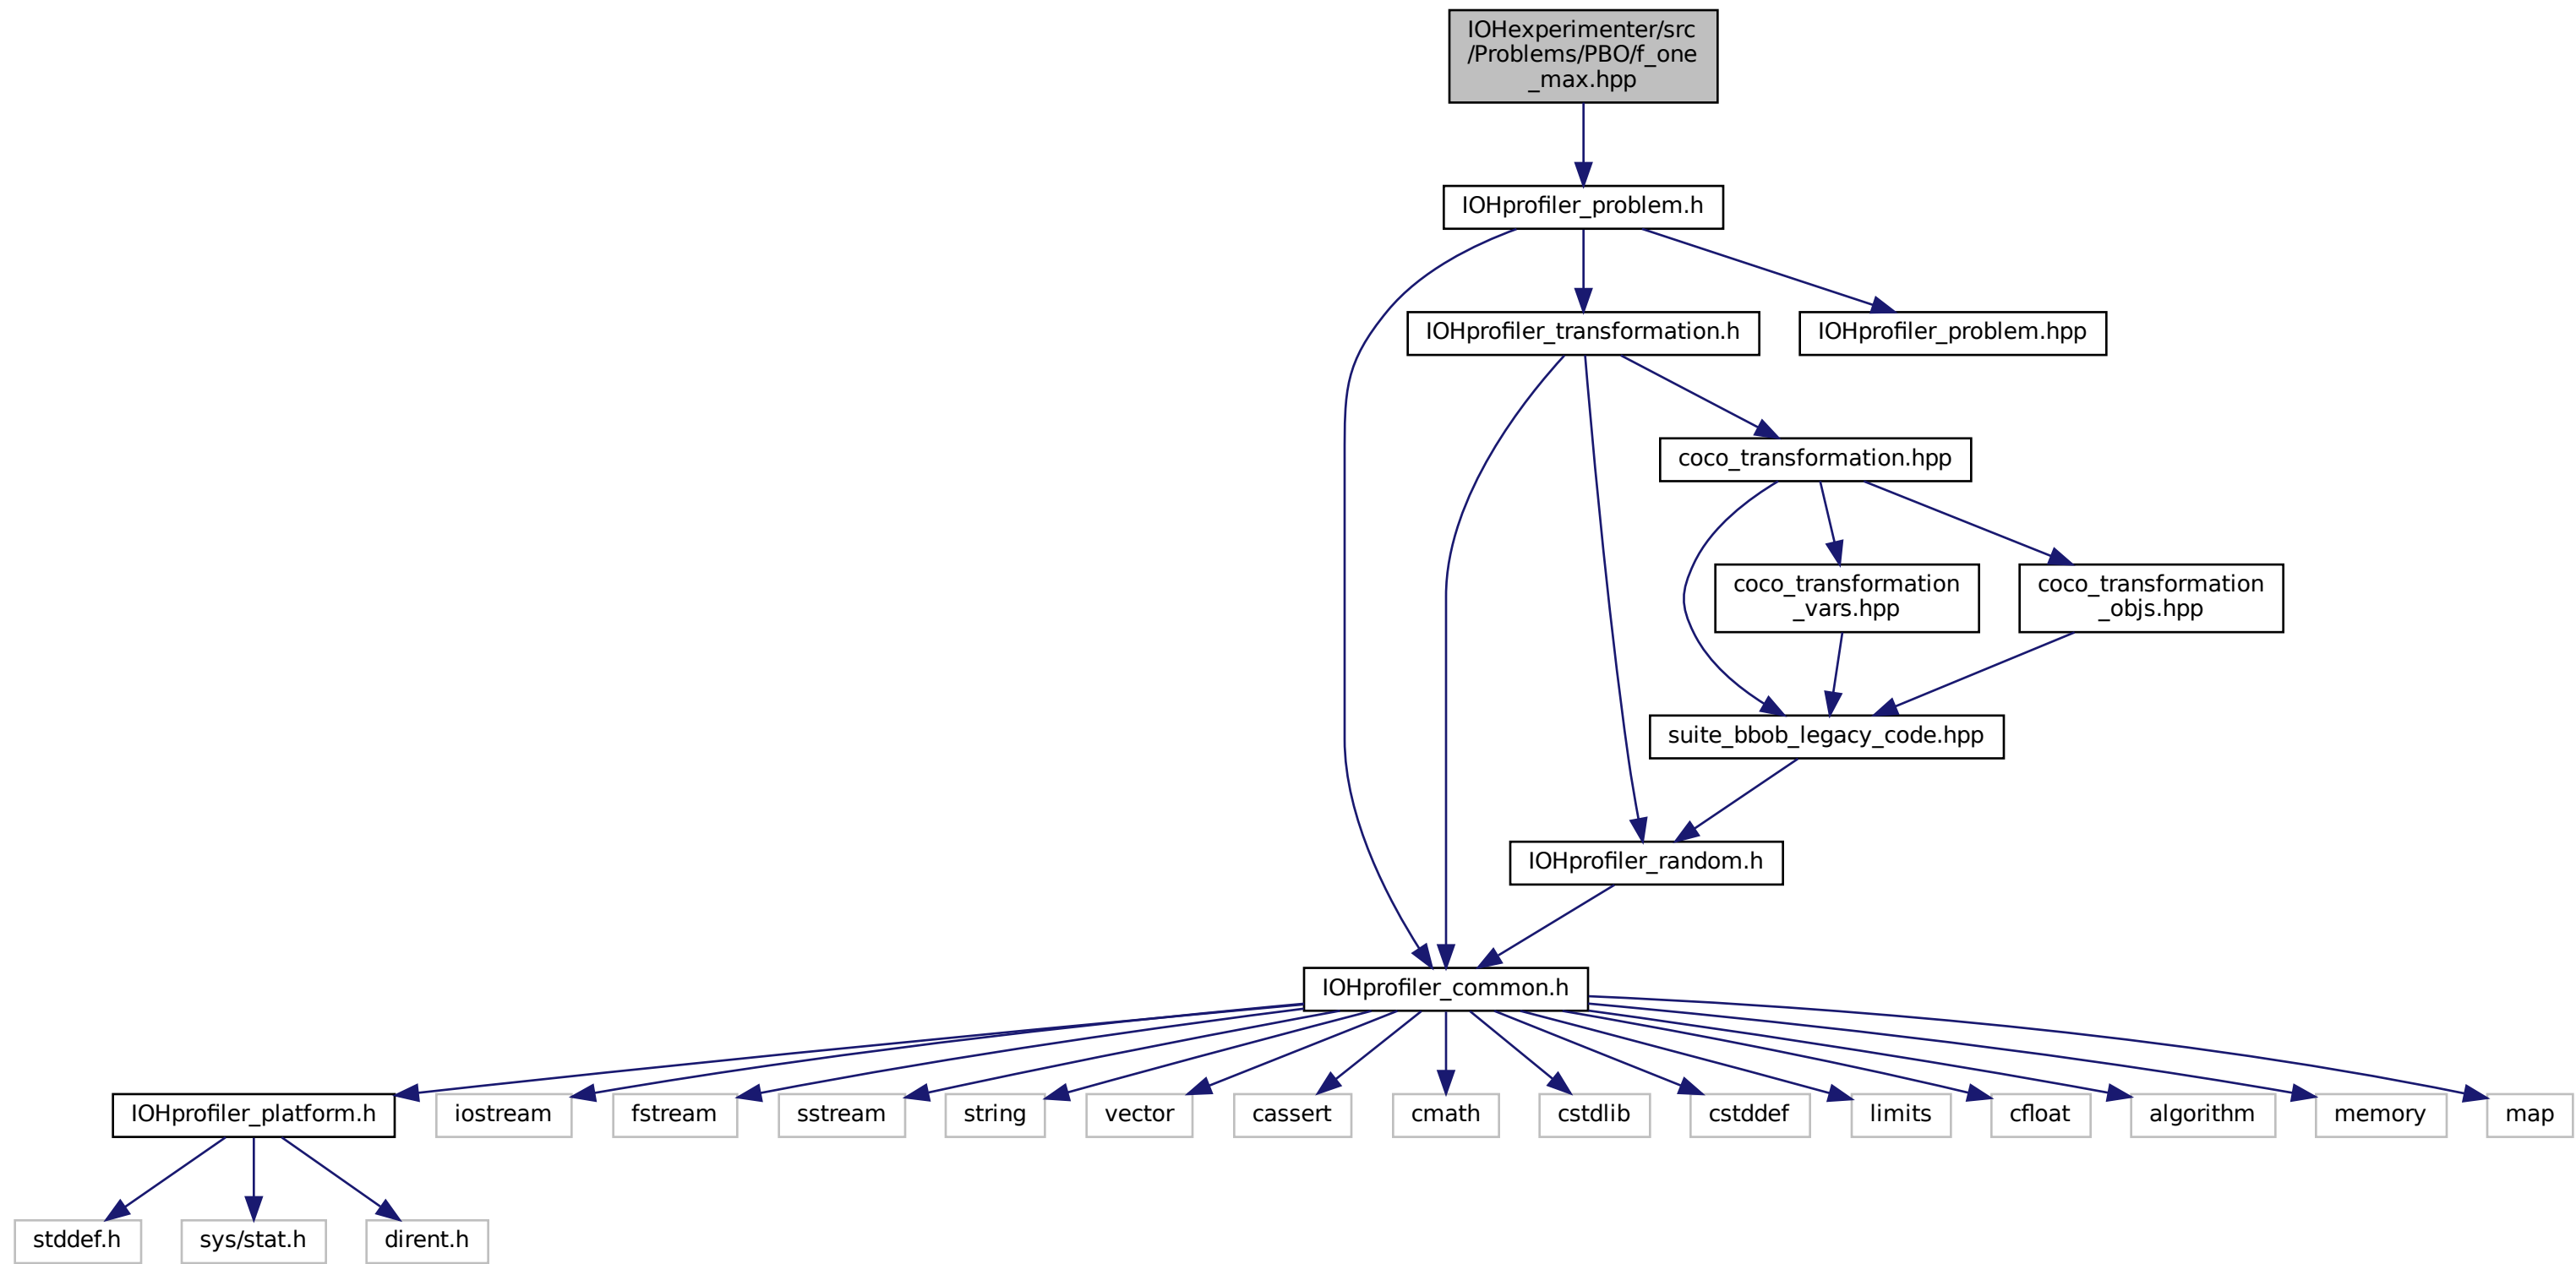 IOHexperimenter/src
/Problems/PBO/f_one
_max.hpp
IOHprofiler_problem.h
IOHprofiler_transformation.h
IOHprofiler_problem.hpp
coco_transformation.hpp
coco_transformation
_vars.hpp
coco_transformation
_objs.hpp
suite_bbob_legacy_code.hpp
IOHprofiler_random.h
IOHprofiler_common.h
IOHprofiler_platform.h
iostream
fstream
sstream
string
vector
cassert
cmath
cstdlib
cstddef
limits
cfloat
algorithm
memory
map
stddef.h
sys/stat.h
dirent.h